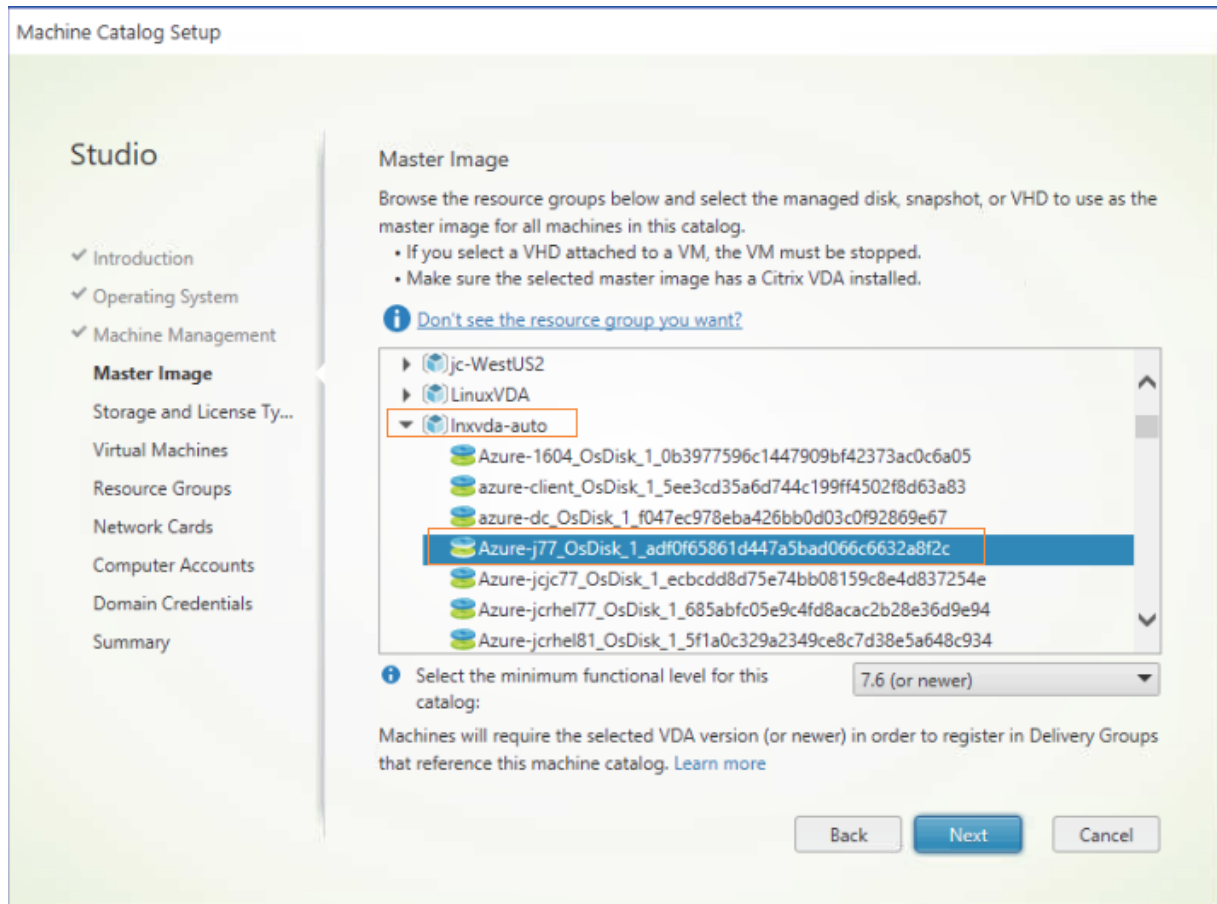 Machine Catalog Setup
Studio
✓ Introduction
✓ Operating System
✓ Machine Management
Master Image
Storage and License Ty...
Virtual Machines
Resource Groups
Network Cards
Computer Accounts
Domain Credentials
Summary
Master Image
Browse the resource groups below and select the managed disk, snapshot, or VHD to use as the
master image for all machines in this catalog.
• If you select a VHD attached to a VM, the VM must be stopped.
• Make sure the selected master image has a Citrix VDA installed.
Don't see the resource group you want?
jc-WestUS2
LinuxVDA
lnxvda-auto
Azure-1604_OsDisk_1_0b3977596c1447909bf42373ac0c6a05
azure-client_OsDisk_1_5ee3cd35a6d744c199ff4502f8d63a83
azure-dc_OsDisk_1_f047ec978eba426bb0d03c0f92869e67
Azure-j77_OsDisk_1_adf0f65861d447a5bad066c6632a8f2c
Azure-jcjc77_OsDisk_1_ecbcdd8d75e74bb08159c8e4d837254e
Azure-jcrhel77_OsDisk_1_685abfc05e9c4fd8acac2b28e36d9e94
Azure-jcrhel81_OsDisk_1_5f1a0c329a2349ce8c7d38e5a648c934
Select the minimum functional level for this
catalog:
7.6 (or newer)
Machines will require the selected VDA version (or newer) in order to register in Delivery Groups
that reference this machine catalog. Learn more
Back
Next
Cancel